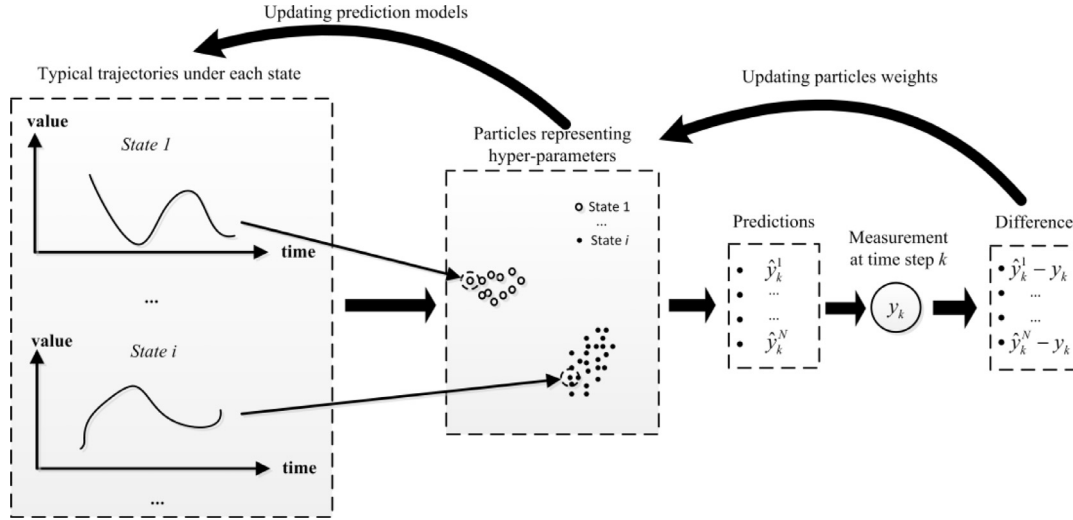 Updating prediction models
Typical trajectories under each state
Updating particles weights
value
State 1
time
...
value
State i
time
...
Particles representing
hyper-parameters
○ State 1
...
• State i
Predictions
• ŷ_k^1
• ...
• ...
• ŷ_k^N
Measurement
at time step k
y_k
Difference
• ŷ_k^1 − y_k
• ...
• ...
• ŷ_k^N − y_k